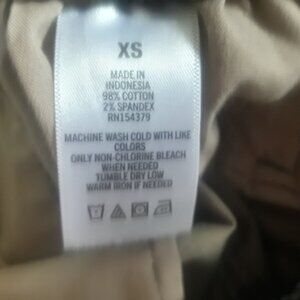 XS
MADE IN
INDONESIA
98% COTTON
2% SPANDEX
RN154379
MACHINE WASH COLD WITH LIKE
COLORS
ONLY NON-CHLORINE BLEACH
WHEN NEEDED
TUMBLE DRY LOW
WARM IRON IF NEEDED